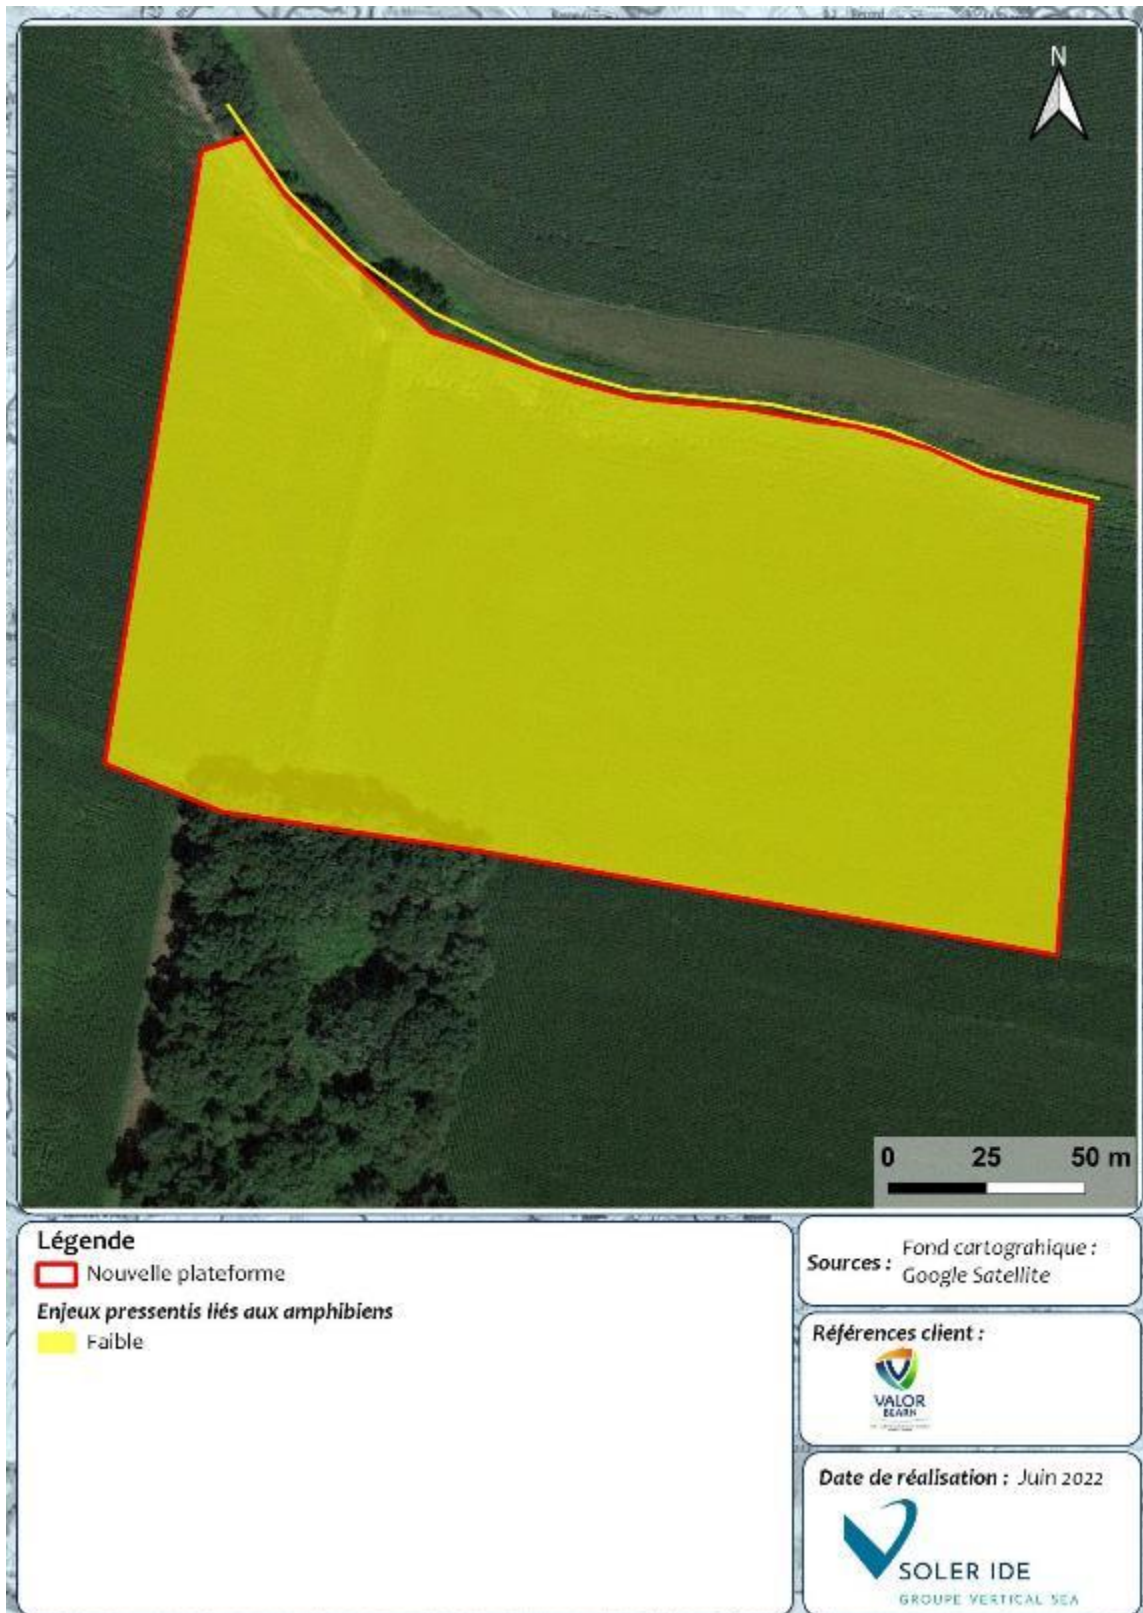 N
0 25 50 m
Légende
Nouvelle plateforme
Enjeux pressentis liés aux amphibiens
Faible
Sources :
Fond cartograhique :
Google Satellite
Références client :
VALOR
BEARN
Date de réalisation : Juin 2022
SOLER IDE
GROUPE VERTICAL SEA